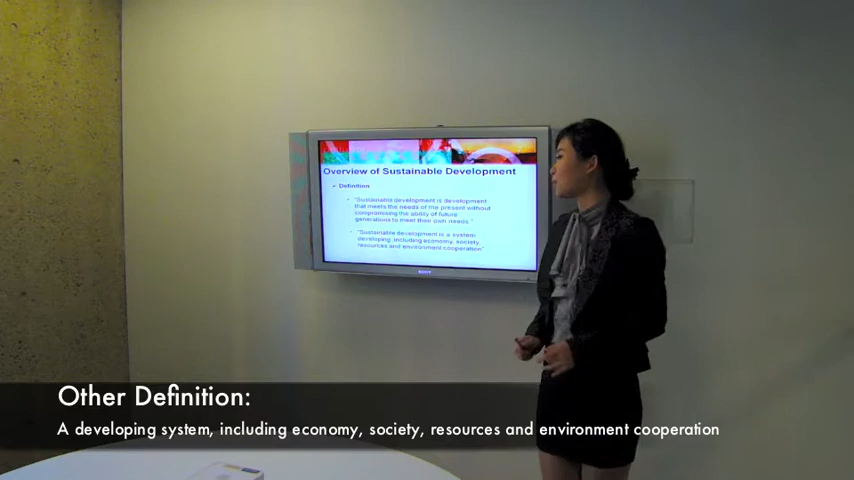 Overview of Sustainable Development
Definition
"Sustainable development is development
that meets the needs of the present without
compromising the ability of future
generations to meet their own needs."
"Sustainable development is a system
developing, including economy, society,
resources and environment cooperation"
SONY
Other Definition:
A developing system, including economy, society, resources and environment cooperation